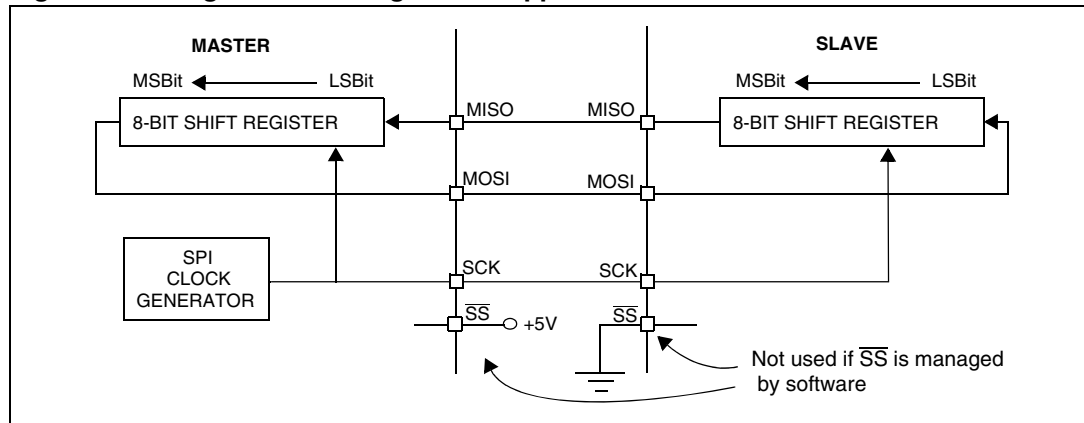 MASTER
SLAVE
MSBit
LSBit
MSBit
LSBit
8-BIT SHIFT REGISTER
MISO
MISO
8-BIT SHIFT REGISTER
MOSI
MOSI
SPI
CLOCK
GENERATOR
SCK
SCK
SS
+5V
SS
Not used if SS is managed
by software